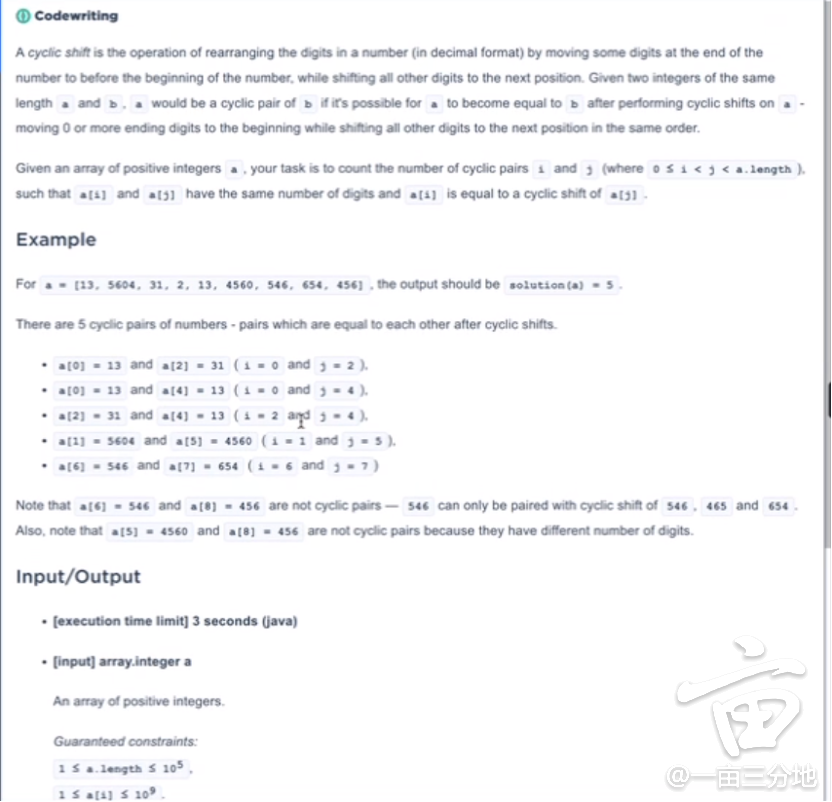 Codewriting
A cyclic shift is the operation of rearranging the digits in a number (in decimal format) by moving some digits at the end of the
number to before the beginning of the number, while shifting all other digits to the next position. Given two integers of the same
length a and b, a would be a cyclic pair of b if it's possible for a to become equal to b after performing cyclic shifts on a -
moving 0 or more ending digits to the beginning while shifting all other digits to the next position in the same order.
Given an array of positive integers a, your task is to count the number of cyclic pairs i and j (where 0 ≤ i < j < a.length),
such that a[i] and a[j] have the same number of digits and a[i] is equal to a cyclic shift of a[j].
Example
For a = [13, 5604, 31, 2, 13, 4560, 546, 654, 456], the output should be solution(a) = 5.
There are 5 cyclic pairs of numbers - pairs which are equal to each other after cyclic shifts.
• a[0] = 13 and a[2] = 31 (i = 0 and j = 2),
• a[0] = 13 and a[4] = 13 (i = 0 and j = 4),
• a[2] = 31 and a[4] = 13 (i = 2 and j = 4),
• a[1] = 5604 and a[5] = 4560 (i = 1 and j = 5),
• a[6] = 546 and a[7] = 654 (i = 6 and j = 7)
Note that a[6] = 546 and a[8] = 456 are not cyclic pairs — 546 can only be paired with cyclic shift of 546, 465 and 654.
Also, note that a[5] = 4560 and a[8] = 456 are not cyclic pairs because they have different number of digits.
Input/Output
• [execution time limit] 3 seconds (java)
• [input] array.integer a
An array of positive integers.
Guaranteed constraints:
1 ≤ a.length ≤ 10⁵,
1 ≤ a[i] ≤ 10⁹.
亩
@一亩三分地